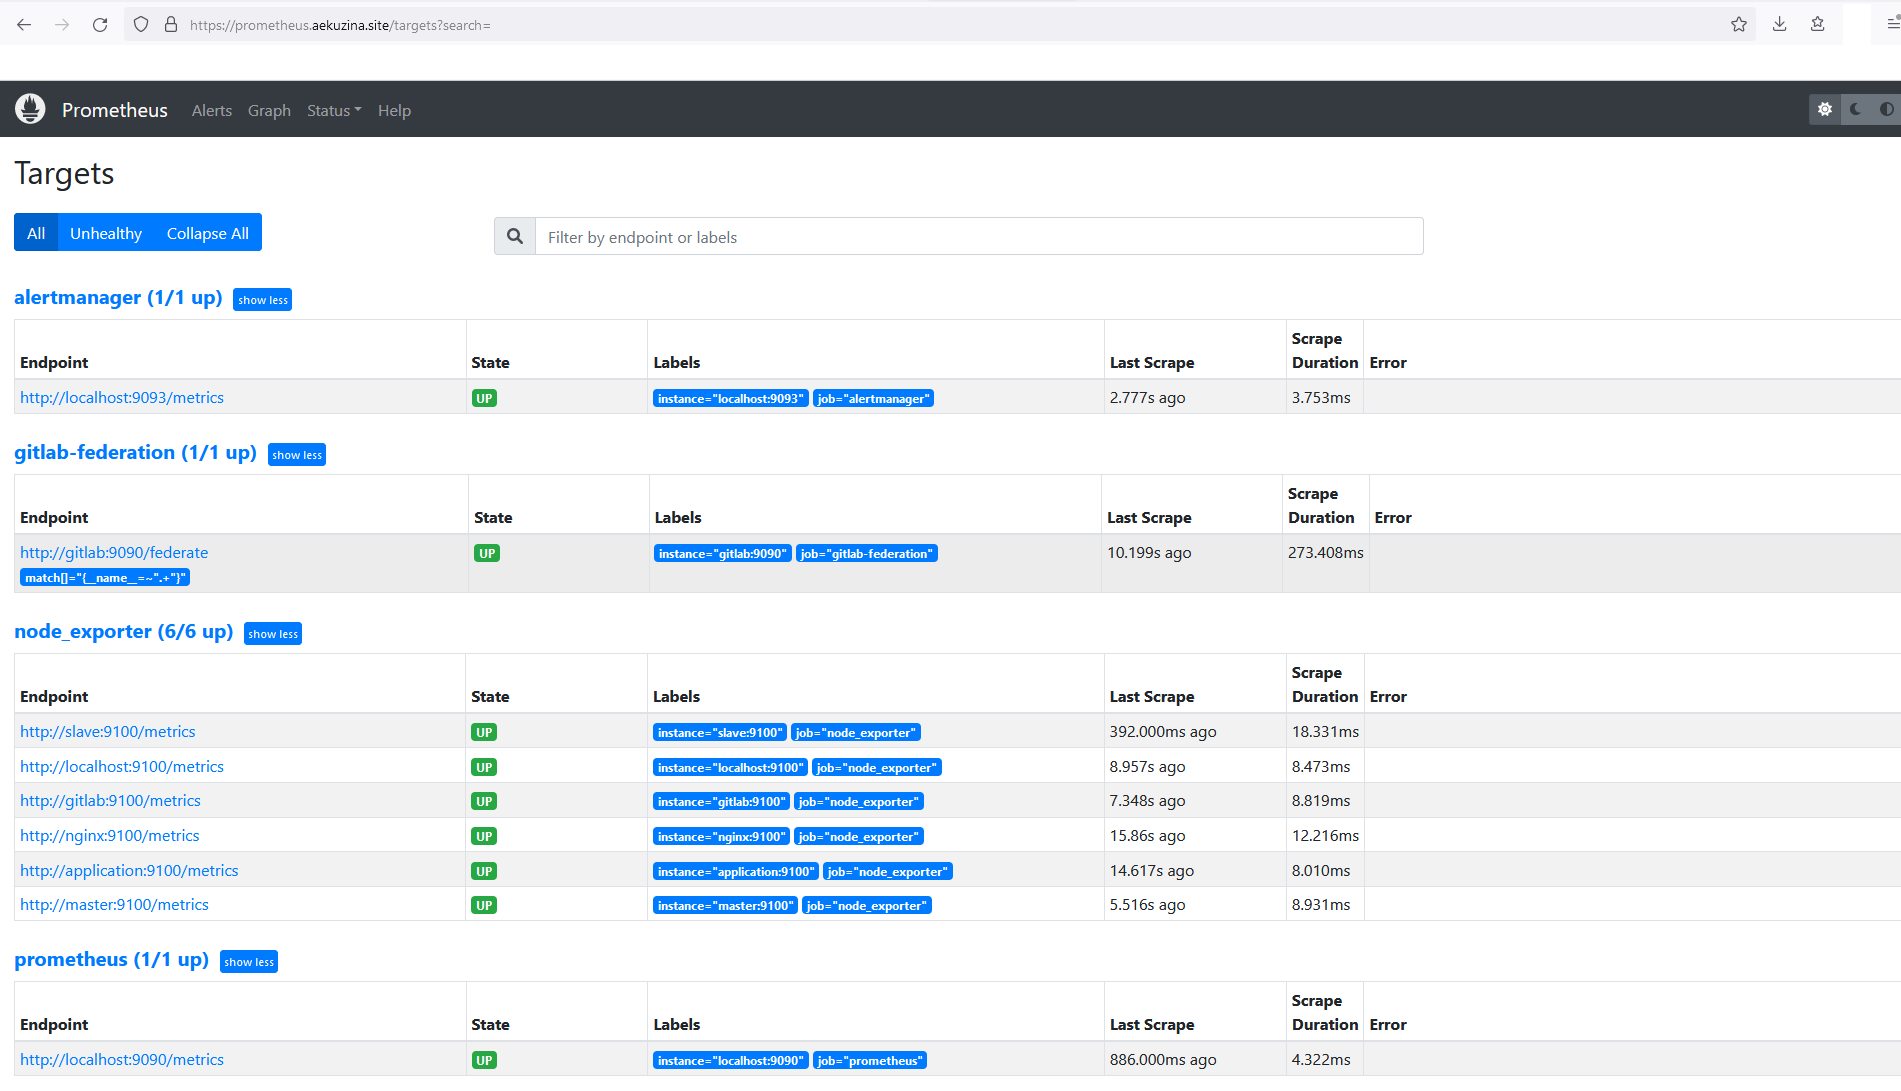 https://prometheus.aekuzina.site/targets?search=
Prometheus Alerts Graph Status Help
Targets
All Unhealthy Collapse All
Filter by endpoint or labels
alertmanager (1/1 up) show less
Endpoint State Labels Last Scrape Scrape Duration Error
http://localhost:9093/metrics UP instance="localhost:9093" job="alertmanager" 2.777s ago 3.753ms
gitlab-federation (1/1 up) show less
Endpoint State Labels Last Scrape Scrape Duration Error
http://gitlab:9090/federate UP instance="gitlab:9090" job="gitlab-federation" 10.199s ago 273.408ms
match[]="{__name__=~".+"}"
node_exporter (6/6 up) show less
Endpoint State Labels Last Scrape Scrape Duration Error
http://slave:9100/metrics UP instance="slave:9100" job="node_exporter" 392.000ms ago 18.331ms
http://localhost:9100/metrics UP instance="localhost:9100" job="node_exporter" 8.957s ago 8.473ms
http://gitlab:9100/metrics UP instance="gitlab:9100" job="node_exporter" 7.348s ago 8.819ms
http://nginx:9100/metrics UP instance="nginx:9100" job="node_exporter" 15.86s ago 12.216ms
http://application:9100/metrics UP instance="application:9100" job="node_exporter" 14.617s ago 8.010ms
http://master:9100/metrics UP instance="master:9100" job="node_exporter" 5.516s ago 8.931ms
prometheus (1/1 up) show less
Endpoint State Labels Last Scrape Scrape Duration Error
http://localhost:9090/metrics UP instance="localhost:9090" job="prometheus" 886.000ms ago 4.322ms